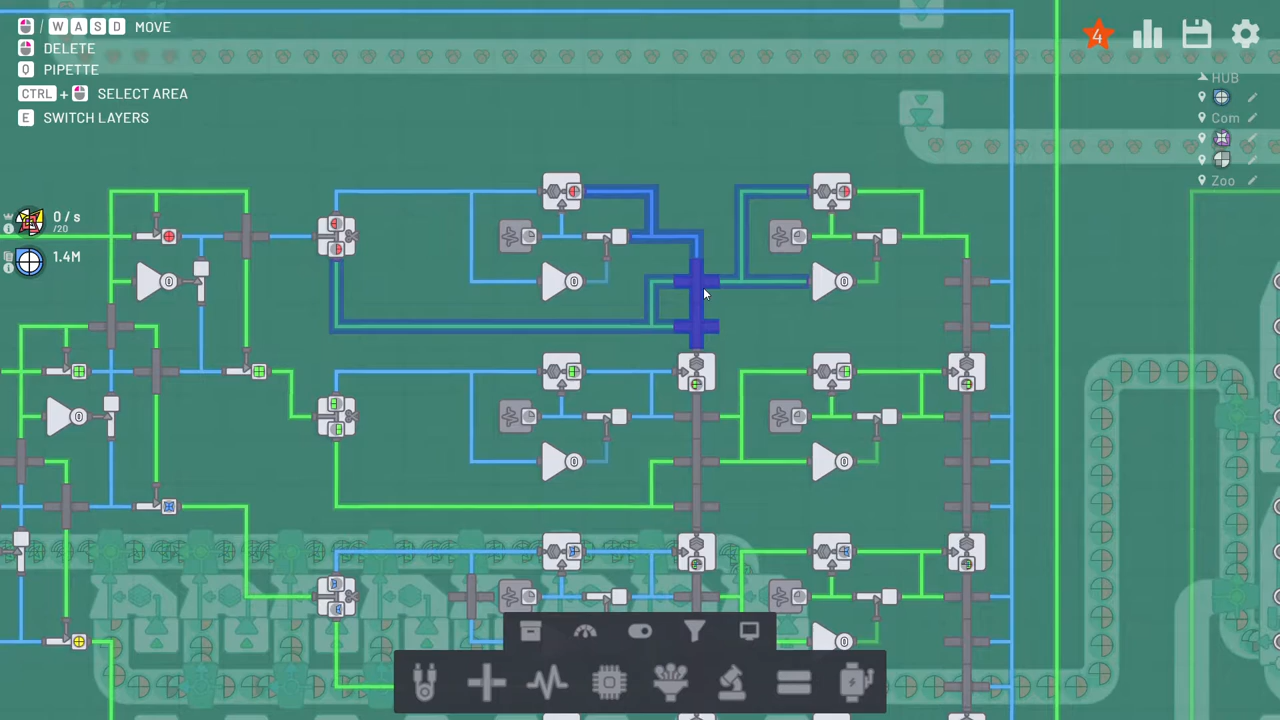 / W A S D MOVE
DELETE
Q PIPETTE
CTRL + SELECT AREA
E SWITCH LAYERS
4
HUB
Com
Zoo
0 / s
/20
1.4M
0
0
0
0
0
0
0